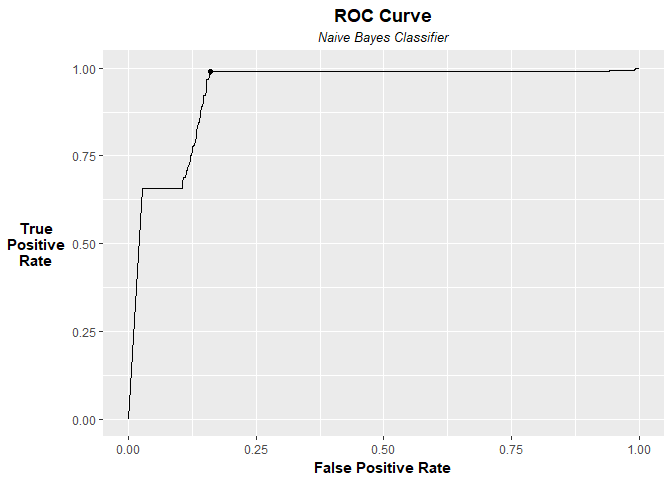 ROC Curve
Naive Bayes Classifier
1.00
0.75
0.50
0.25
0.00
True
Positive
Rate
0.00 0.25 0.50 0.75 1.00
False Positive Rate